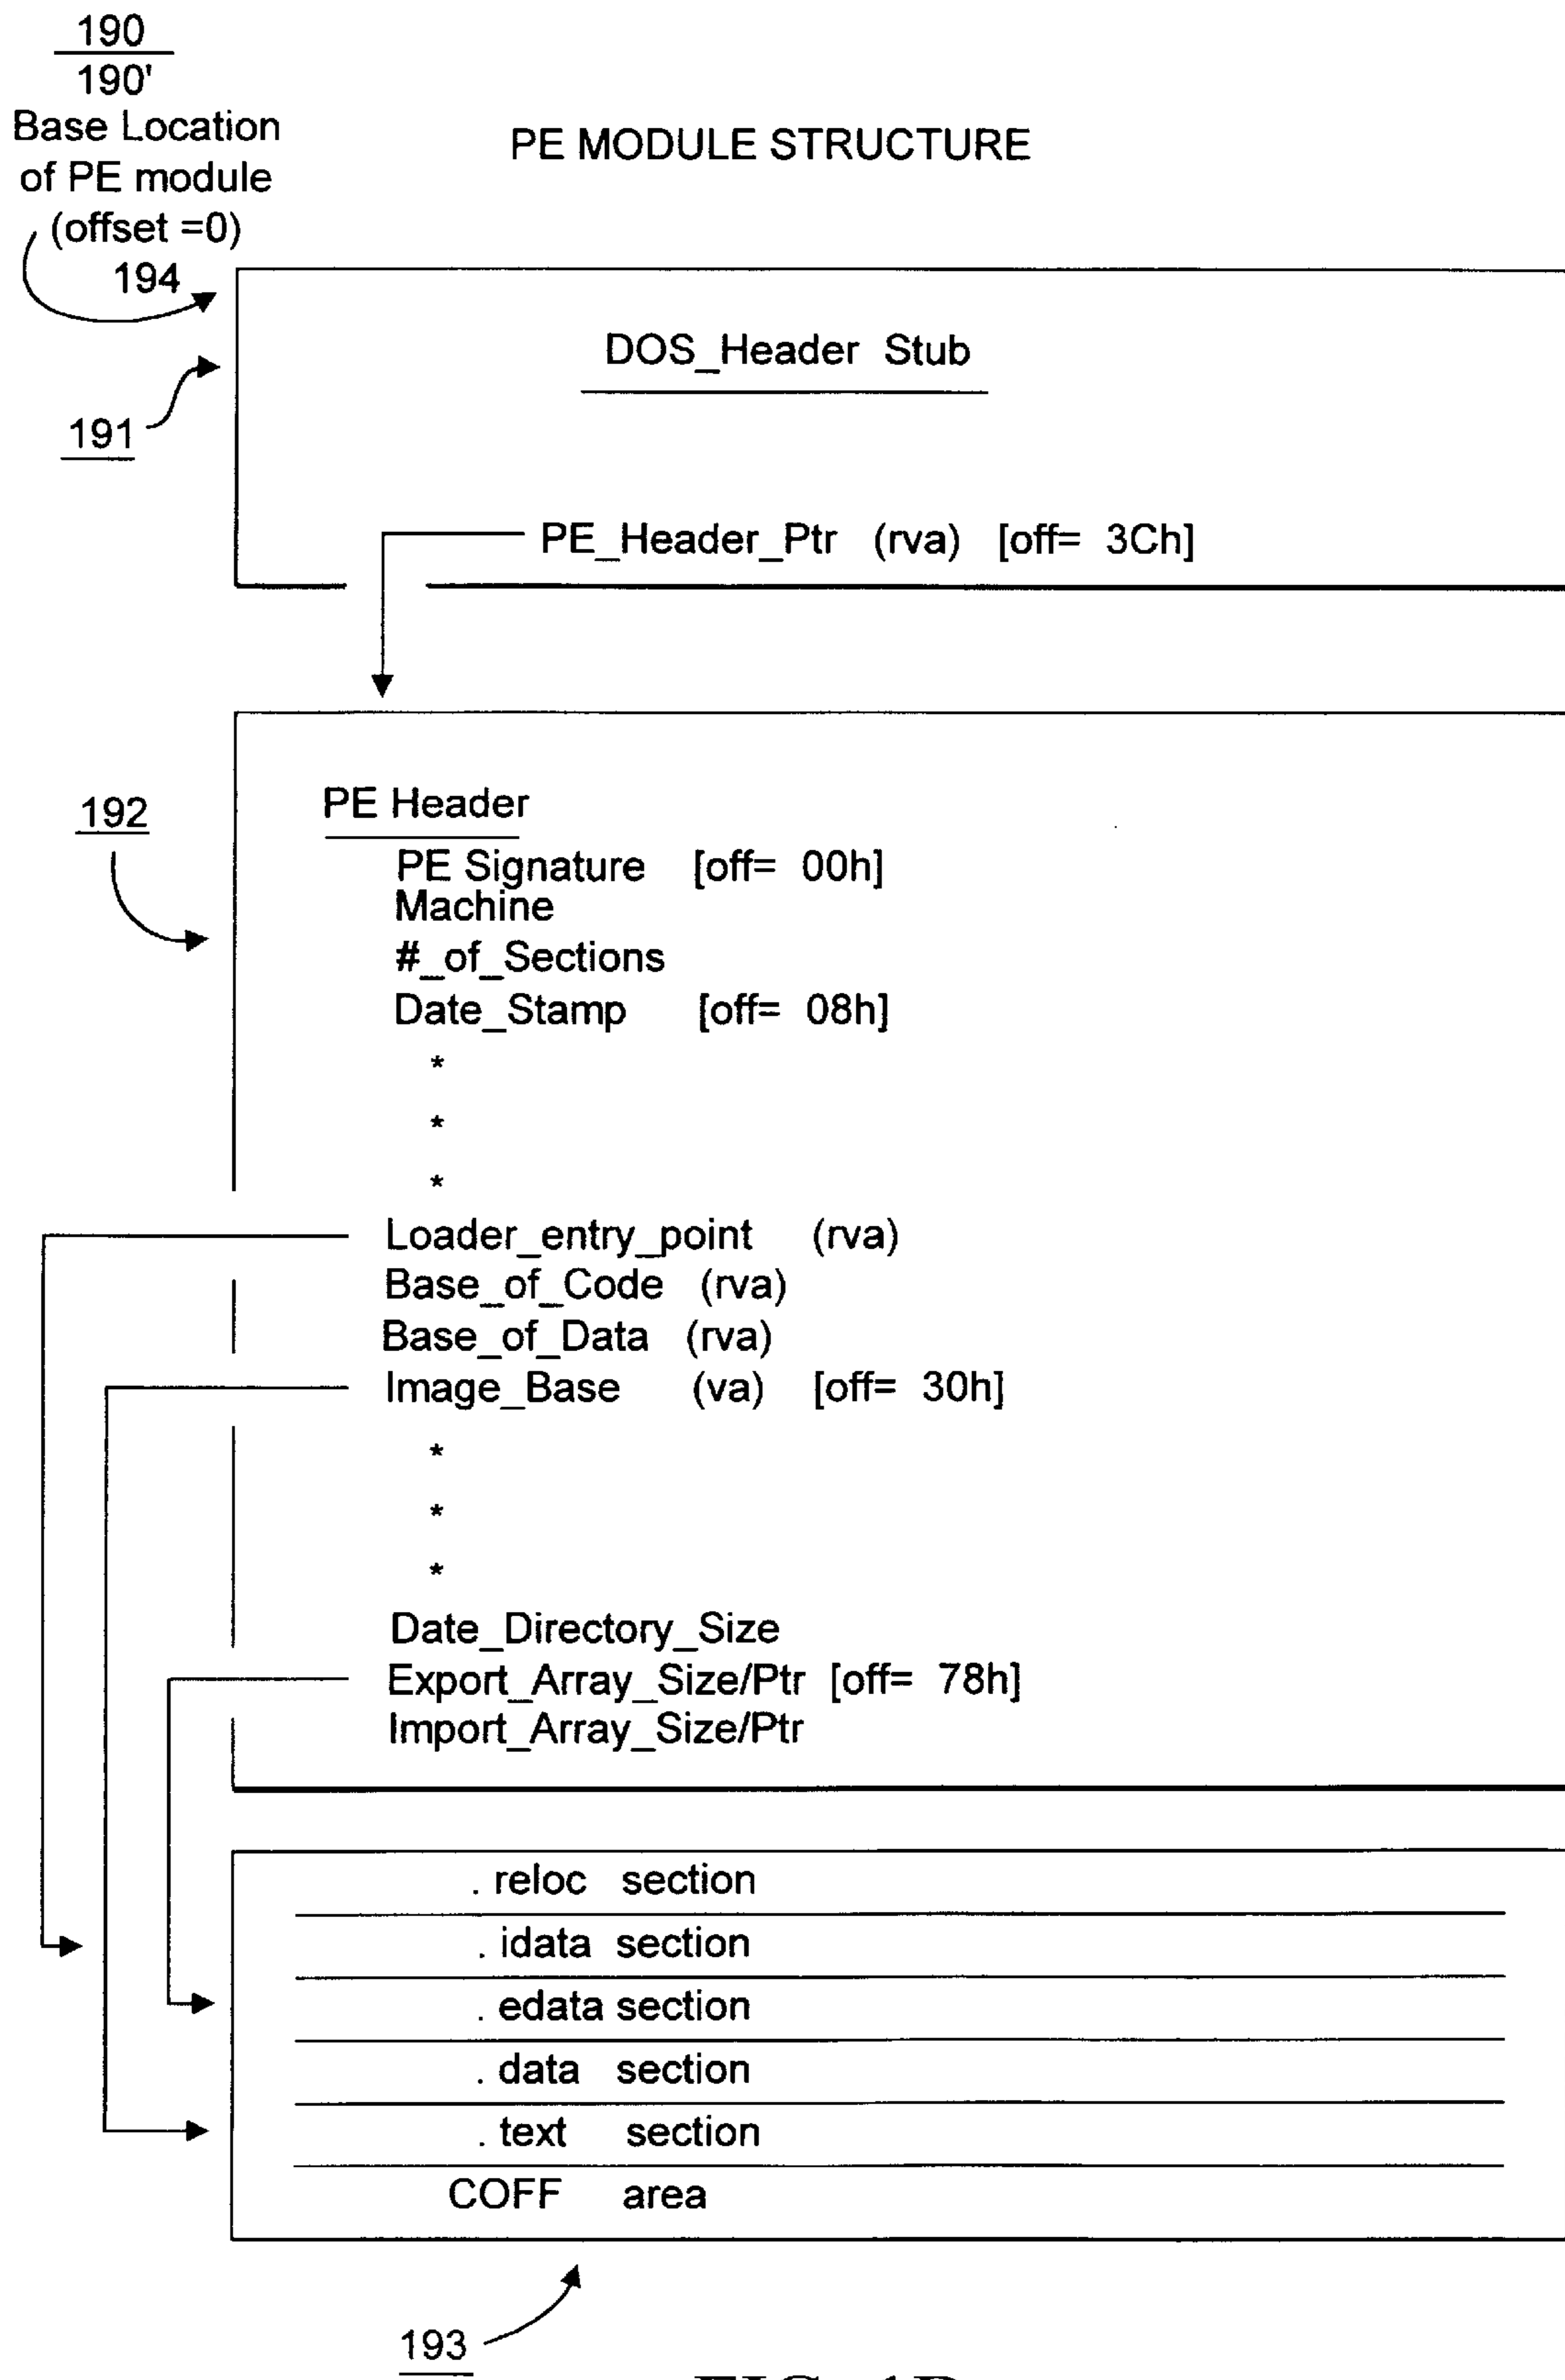 190
190'
Base Location
of PE module
(offset =0)
194
PE MODULE STRUCTURE
DOS_Header Stub
191
PE_Header_Ptr (rva) [off= 3Ch]
192
PE Header
PE Signature [off= 00h]
Machine
#_of_Sections
Date_Stamp [off= 08h]
*
*
*
Loader_entry_point (rva)
Base_of_Code (rva)
Base_of_Data (rva)
Image_Base (va) [off= 30h]
*
*
*
Date_Directory_Size
Export_Array_Size/Ptr [off= 78h]
Import_Array_Size/Ptr
. reloc section
. idata section
. edata section
. data section
. text section
COFF area
193